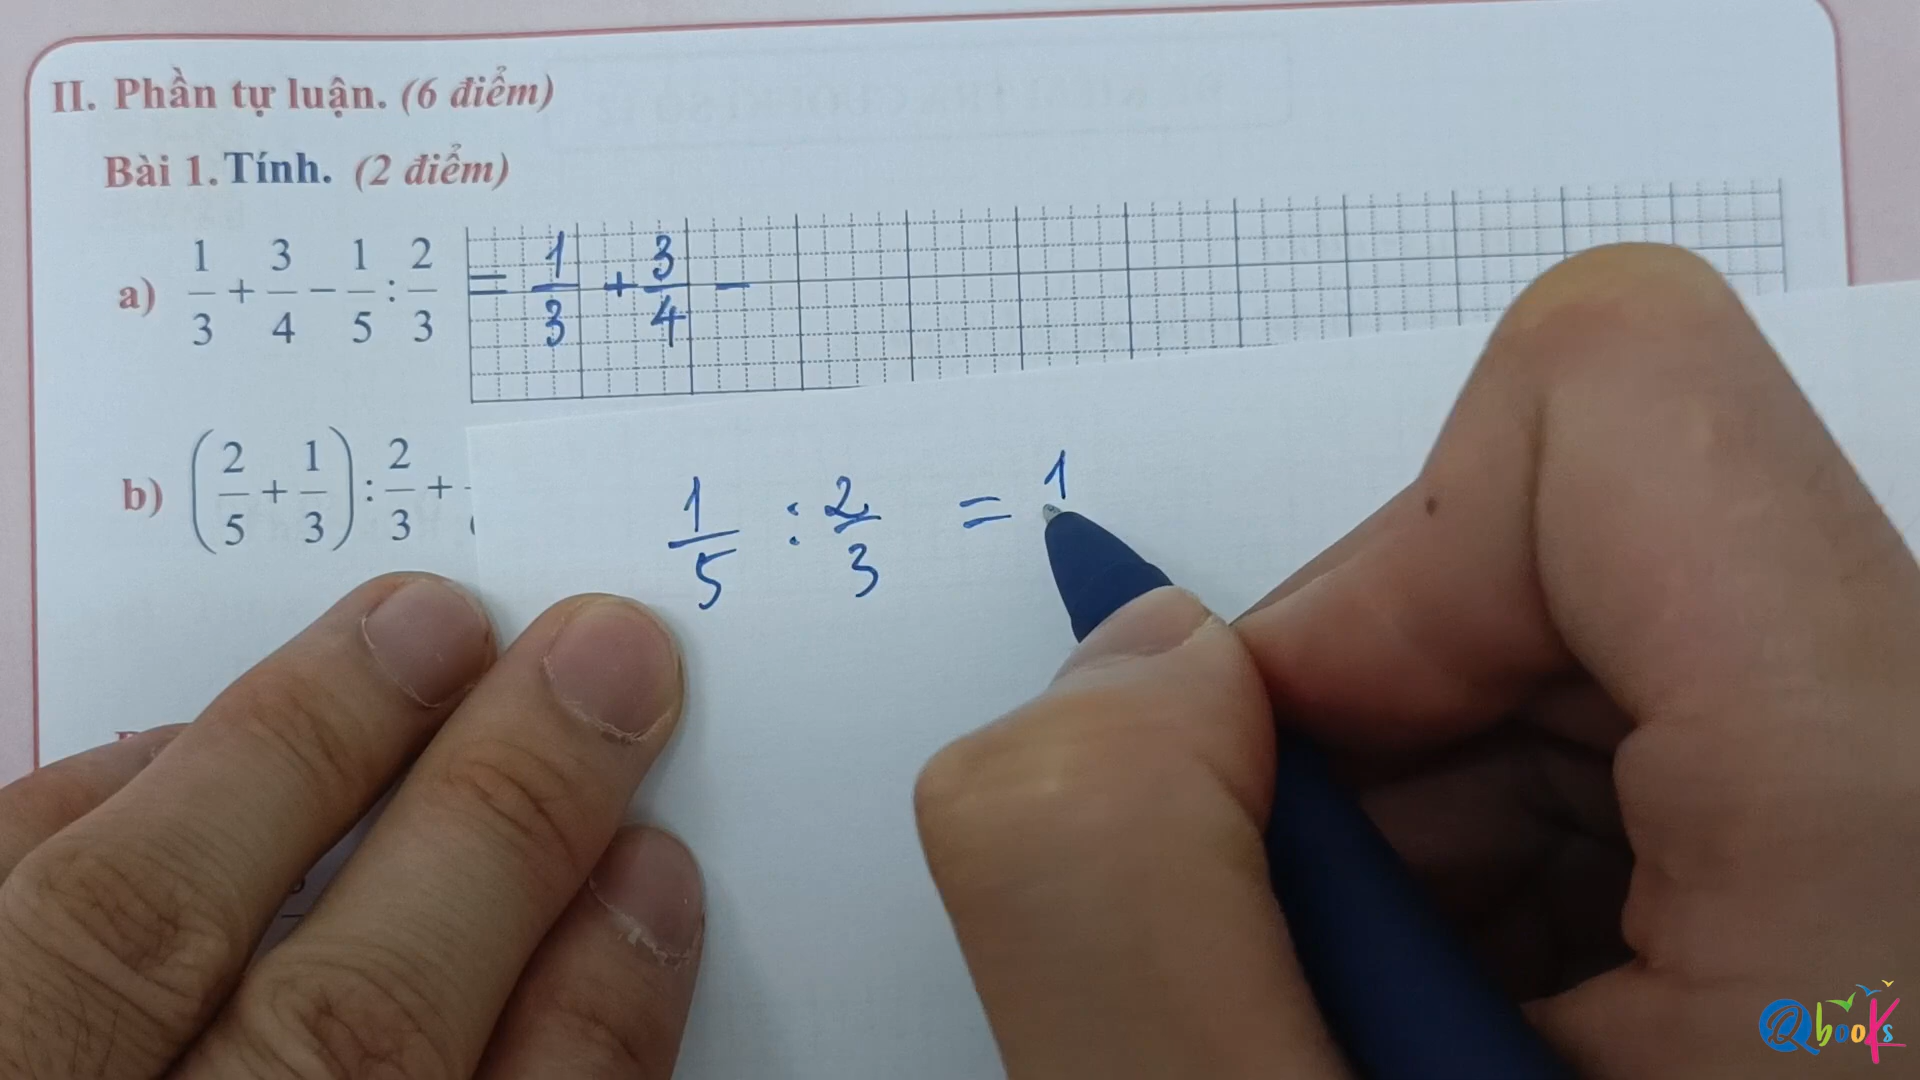 II. Phần tự luận. (6 điểm)
Bài 1. Tính. (2 điểm)
a) 1/3 + 3/4 − 1/5 : 2/3 = 1/3 + 3/4 −
b) (2/5 + 1/3) : 2/3 +
1/5 : 2/3 = 1
Qbooks